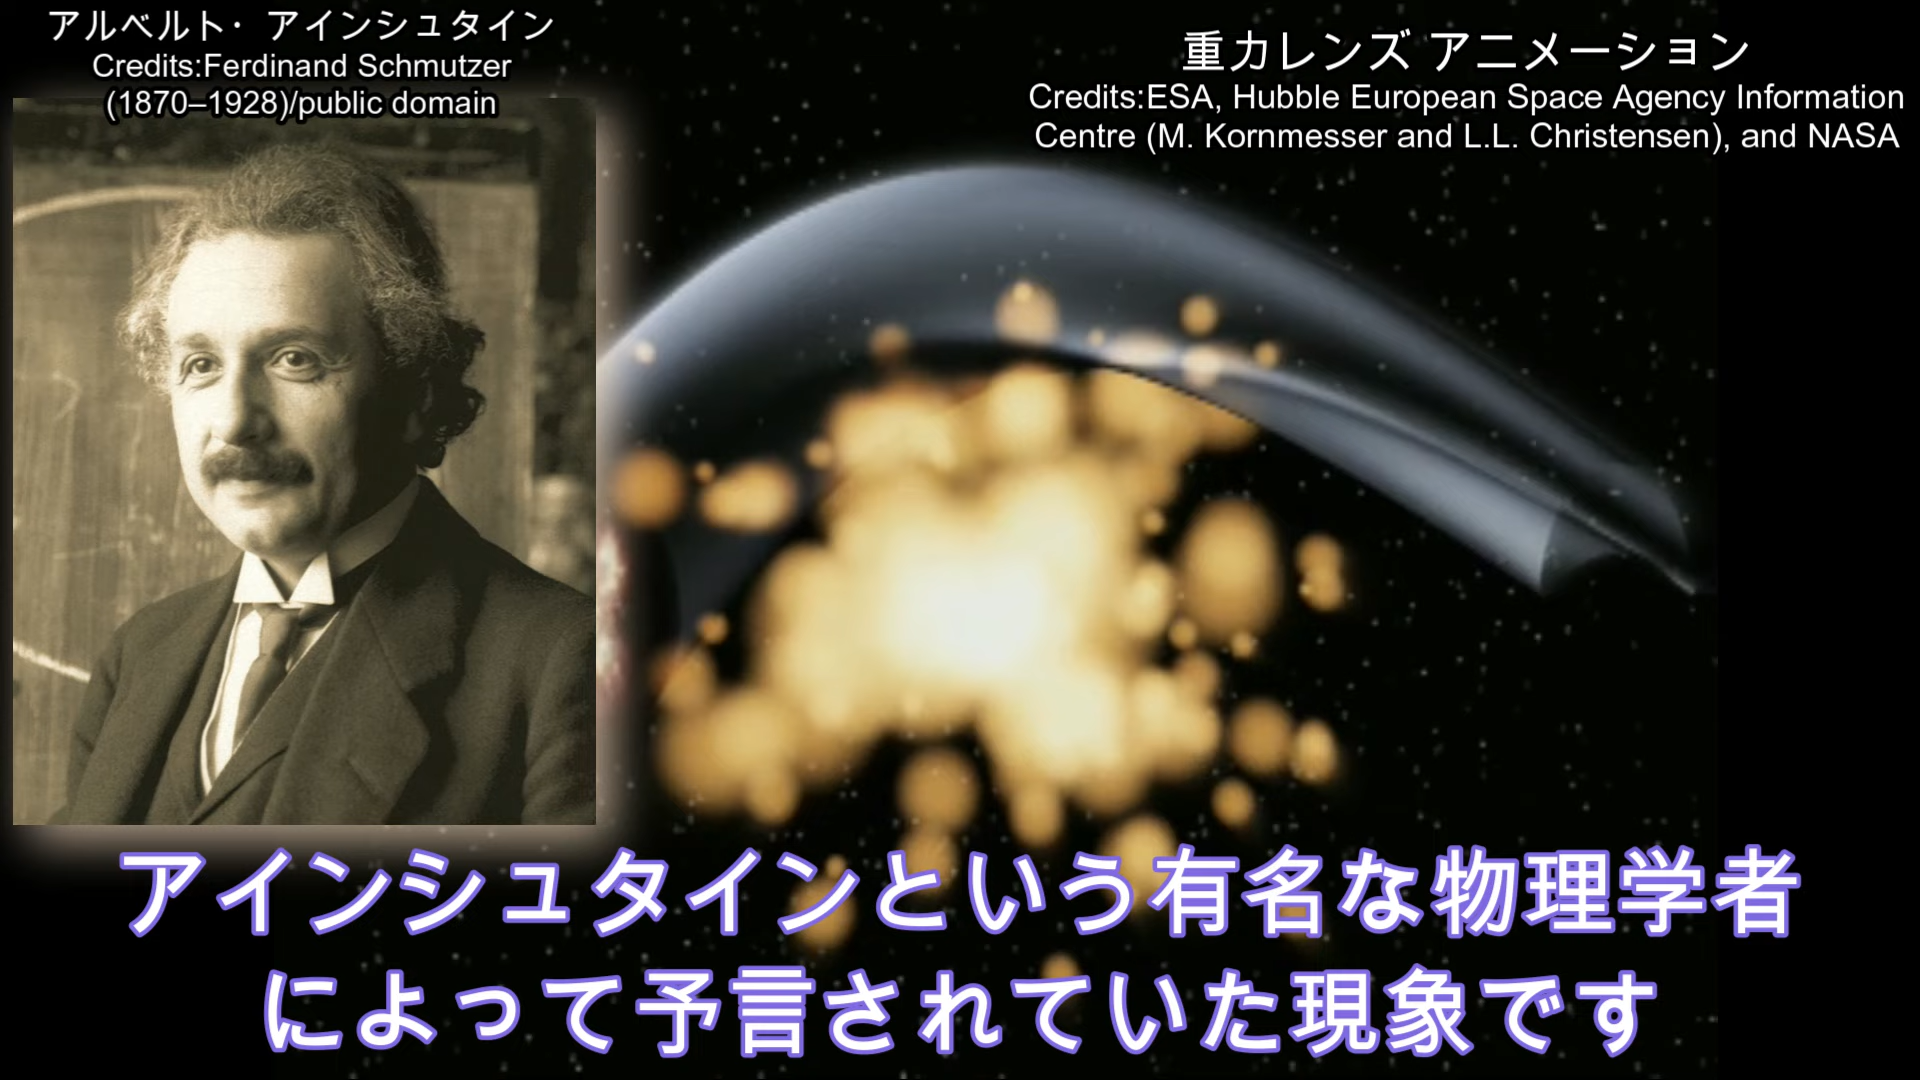 アルベルト・アインシュタイン
Credits:Ferdinand Schmutzer
(1870–1928)/public domain
重力レンズ アニメーション
Credits:ESA, Hubble European Space Agency Information
Centre (M. Kornmesser and L.L. Christensen), and NASA
アインシュタインという有名な物理学者
によって予言されていた現象です